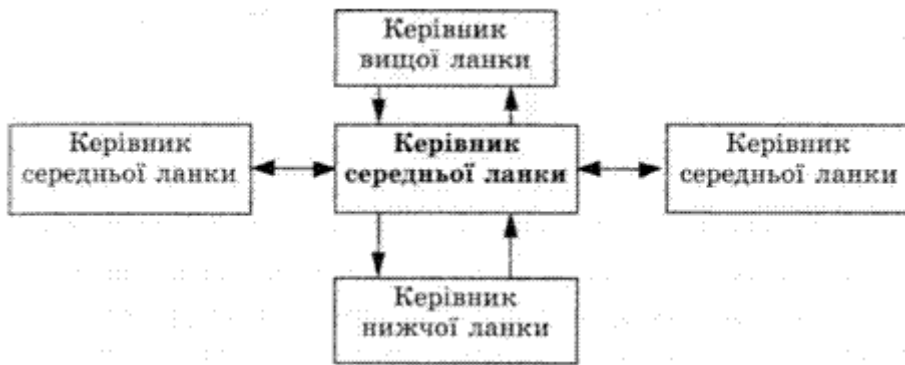 Керівник
вищої ланки
Керівник
середньої ланки
Керівник
середньої ланки
Керівник
середньої ланки
Керівник
нижчої ланки